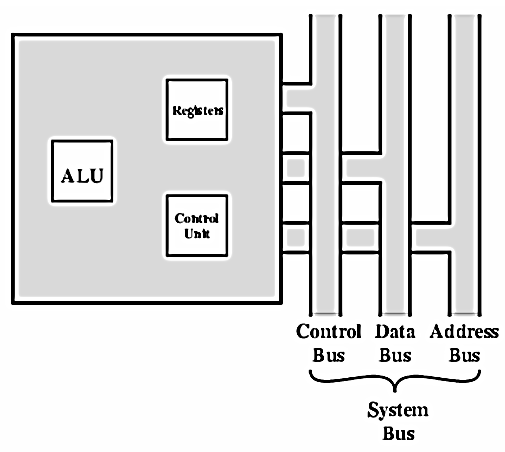 Registers
ALU
Control
Unit
Control Data Address
Bus Bus Bus
System
Bus